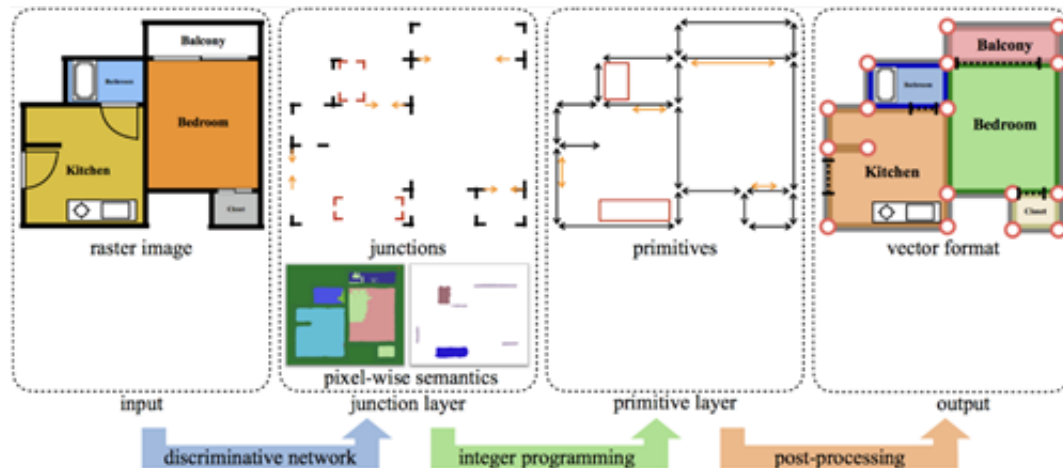 Balcony
Bathroom
Bedroom
Kitchen
Closet
raster image
junctions
pixel-wise semantics
primitives
Balcony
Bathroom
Bedroom
Kitchen
Closet
vector format
input
junction layer
primitive layer
output
discriminative network
integer programming
post-processing